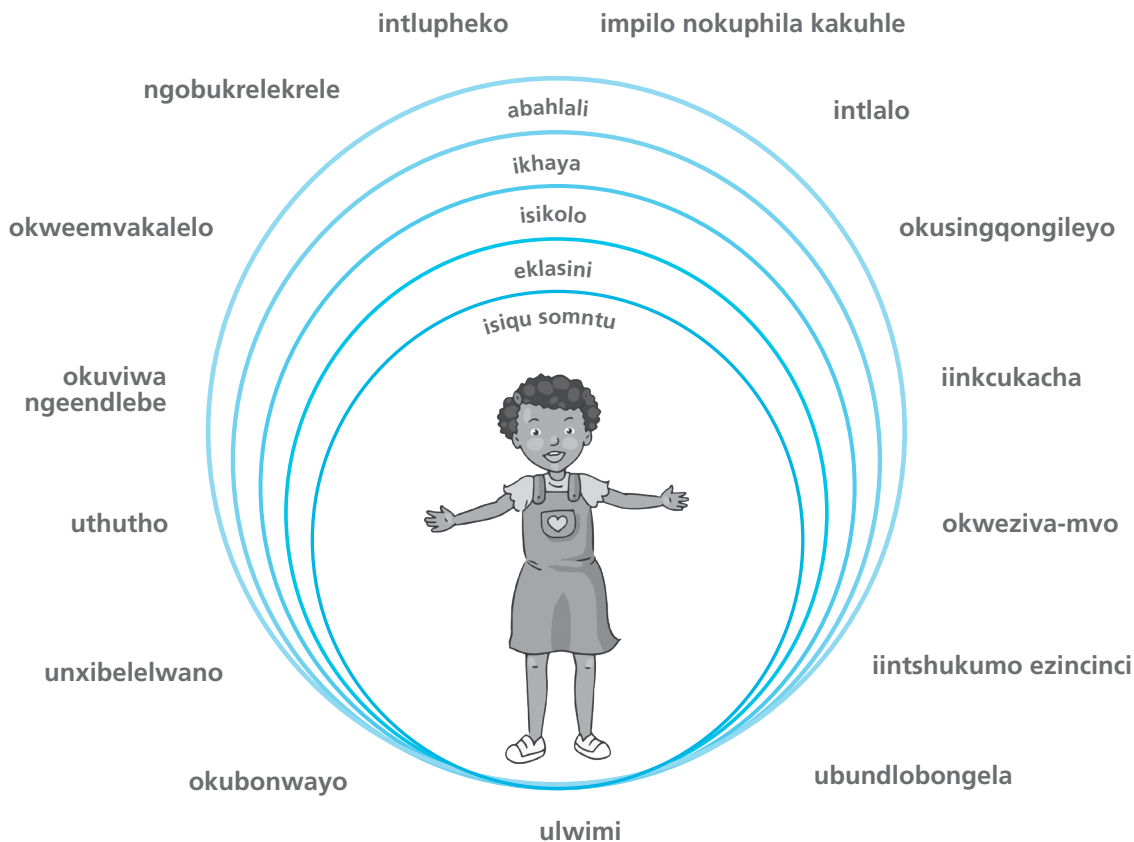 intlupheko
impilo nokuphila kakuhle
ngobukrelekrele
intlalo
abahlali
ikhaya
isikolo
eklasini
isiqu somntu
okweemvakalelo
okusingqongileyo
okuviwa
ngeendlebe
iinkcukacha
uthutho
okweziva-mvo
unxibelelwano
iintshukumo ezincinci
okubonwayo
ubundlobongela
ulwimi